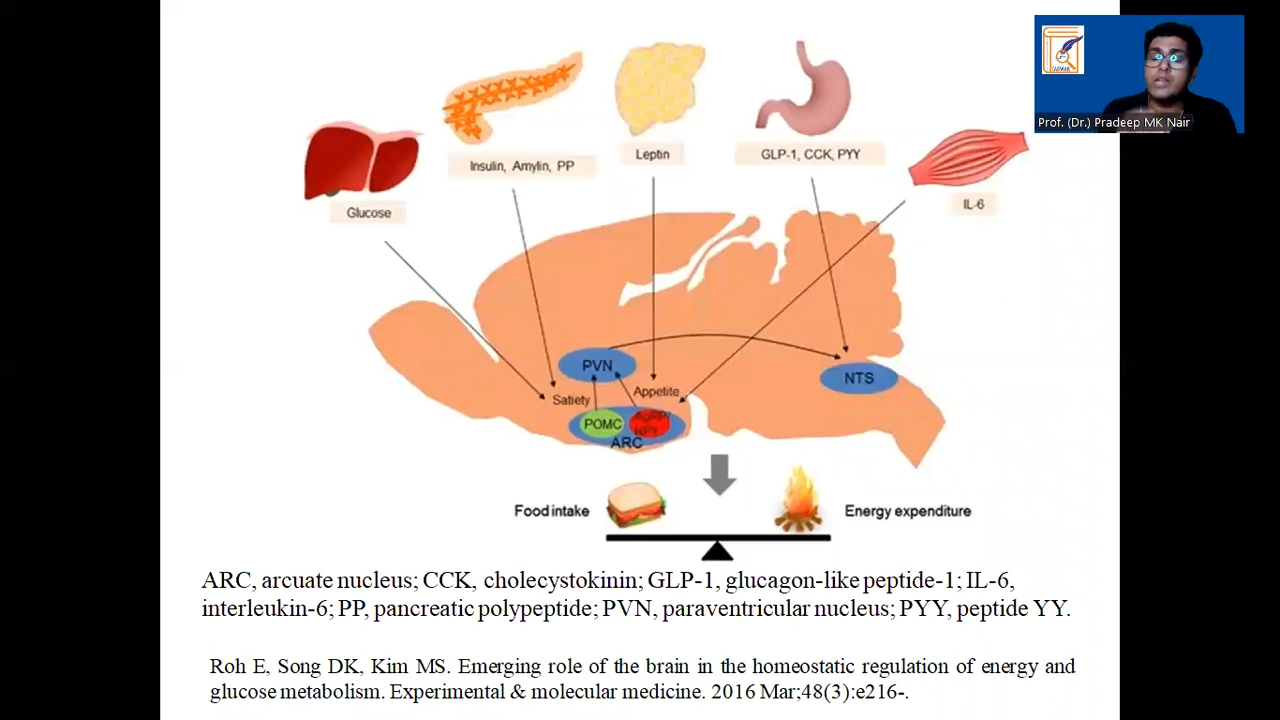 Prof. (Dr.) Pradeep MK Nair
Insulin, Amylin, PP
Leptin
GLP-1, CCK, PYY
Glucose
IL-6
PVN
NTS
Satiety
Appetite
POMC
AGRP/
NPY
ARC
Food intake
Energy expenditure
ARC, arcuate nucleus; CCK, cholecystokinin; GLP-1, glucagon-like peptide-1; IL-6,
interleukin-6; PP, pancreatic polypeptide; PVN, paraventricular nucleus; PYY, peptide YY.
Roh E, Song DK, Kim MS. Emerging role of the brain in the homeostatic regulation of energy and
glucose metabolism. Experimental & molecular medicine. 2016 Mar;48(3):e216-.